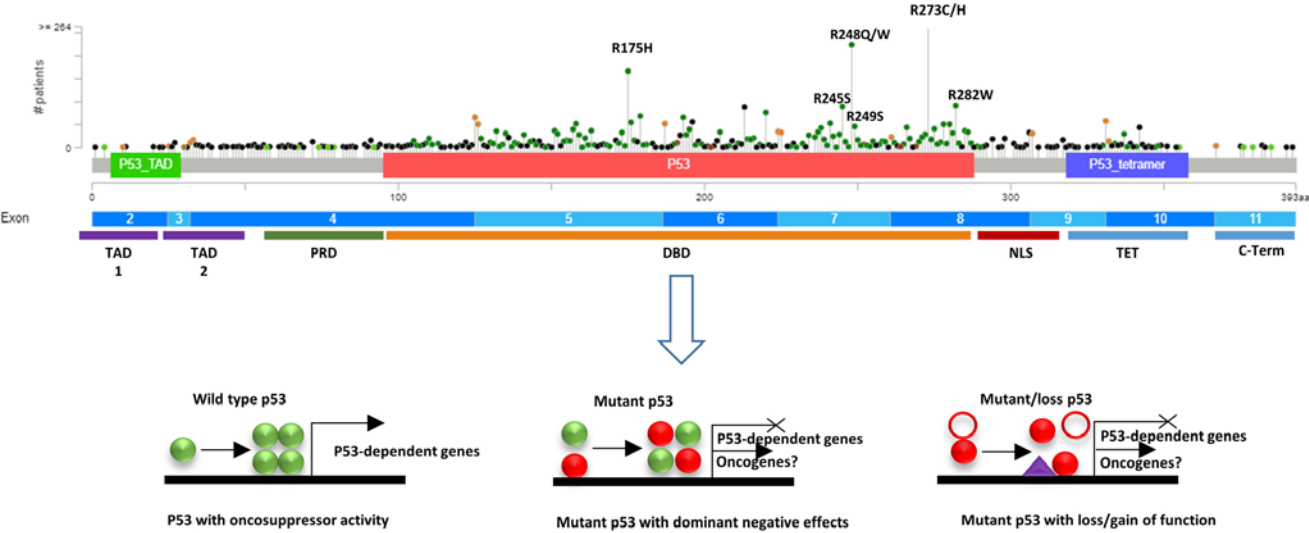 R273C/H
>= 264
R248Q/W
R175H
# patients
R245S
R282W
R249S
0
P53_TAD
P53
P53_tetramer
0
100
200
300
393aa
Exon
2
3
4
5
6
7
8
9
10
11
TAD
1
TAD
2
PRD
DBD
NLS
TET
C-Term
Wild type p53
P53-dependent genes
P53 with oncosuppressor activity
Mutant p53
P53-dependent genes
Oncogenes?
Mutant p53 with dominant negative effects
Mutant/loss p53
P53-dependent genes
Oncogenes?
Mutant p53 with loss/gain of function